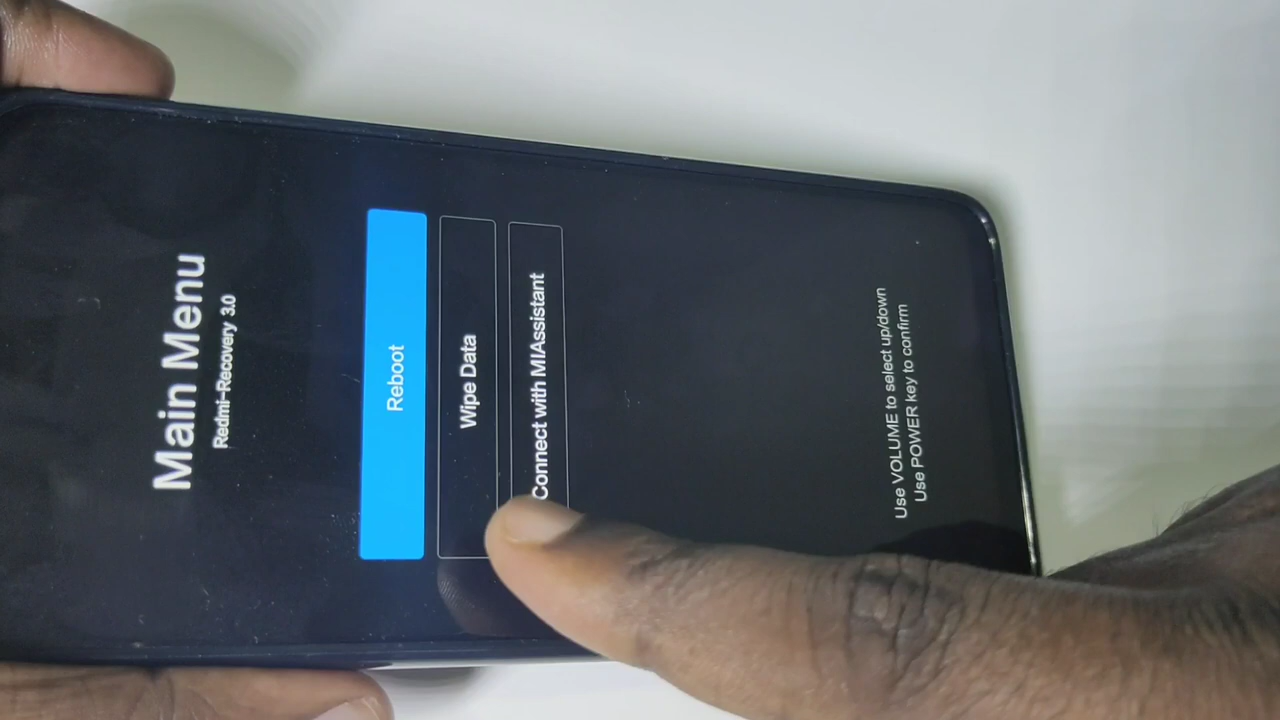 Main Menu
Redmi-Recovery 3.0
Reboot
Wipe Data
Connect with MIAssistant
Use VOLUME to select up/down
Use POWER key to confirm